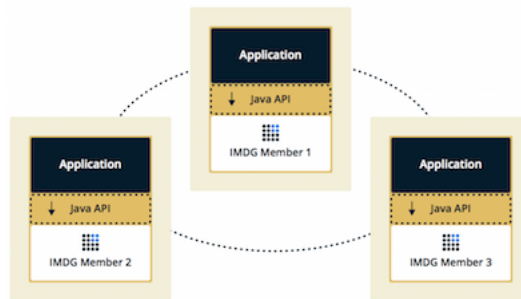 Application
Java API
IMDG Member 1
Application
Java API
IMDG Member 2
Application
Java API
IMDG Member 3